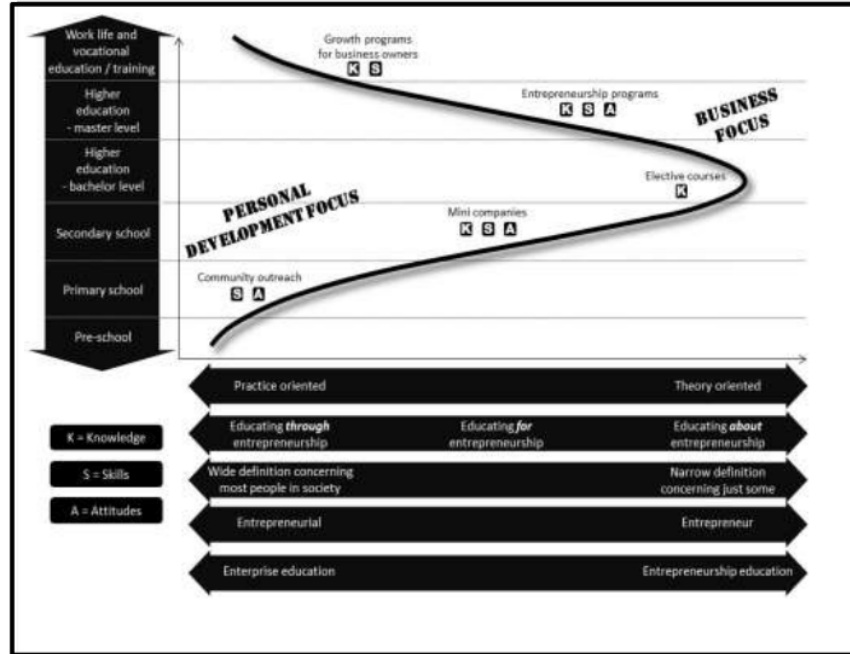 Work life and
vocational
education / training
Higher
education
- master level
Higher
education
- bachelor level
Secondary school
Primary school
Pre-school
Growth programs
for business owners
K S
Entrepreneurship programs
K S A
BUSINESS
FOCUS
Elective courses
K
PERSONAL
DEVELOPMENT FOCUS
Mini companies
K S A
Community outreach
S A
Practice oriented
Theory oriented
Educating through
entrepreneurship
Educating for
entrepreneurship
Educating about
entrepreneurship
Wide definition concerning
most people in society
Narrow definition
concerning just some
Entrepreneurial
Entrepreneur
Enterprise education
Entrepreneurship education
K = Knowledge
S = Skills
A = Attitudes